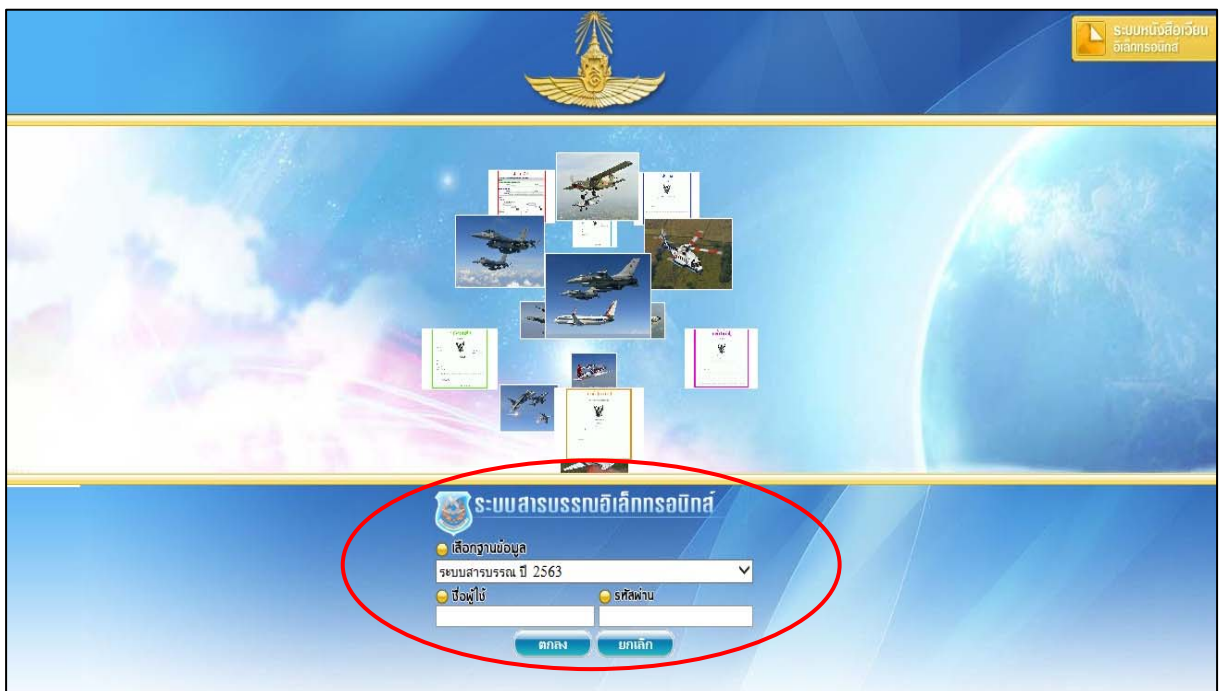 ระบบหนังสือเวียน
อิเล็กทรอนิกส์
ระบบสารบรรณอิเล็กทรอนิกส์
เลือกฐานข้อมูล
ระบบสารบรรณ ปี 2563
ชื่อผู้ใช้ รหัสผ่าน
ตกลง ยกเลิก